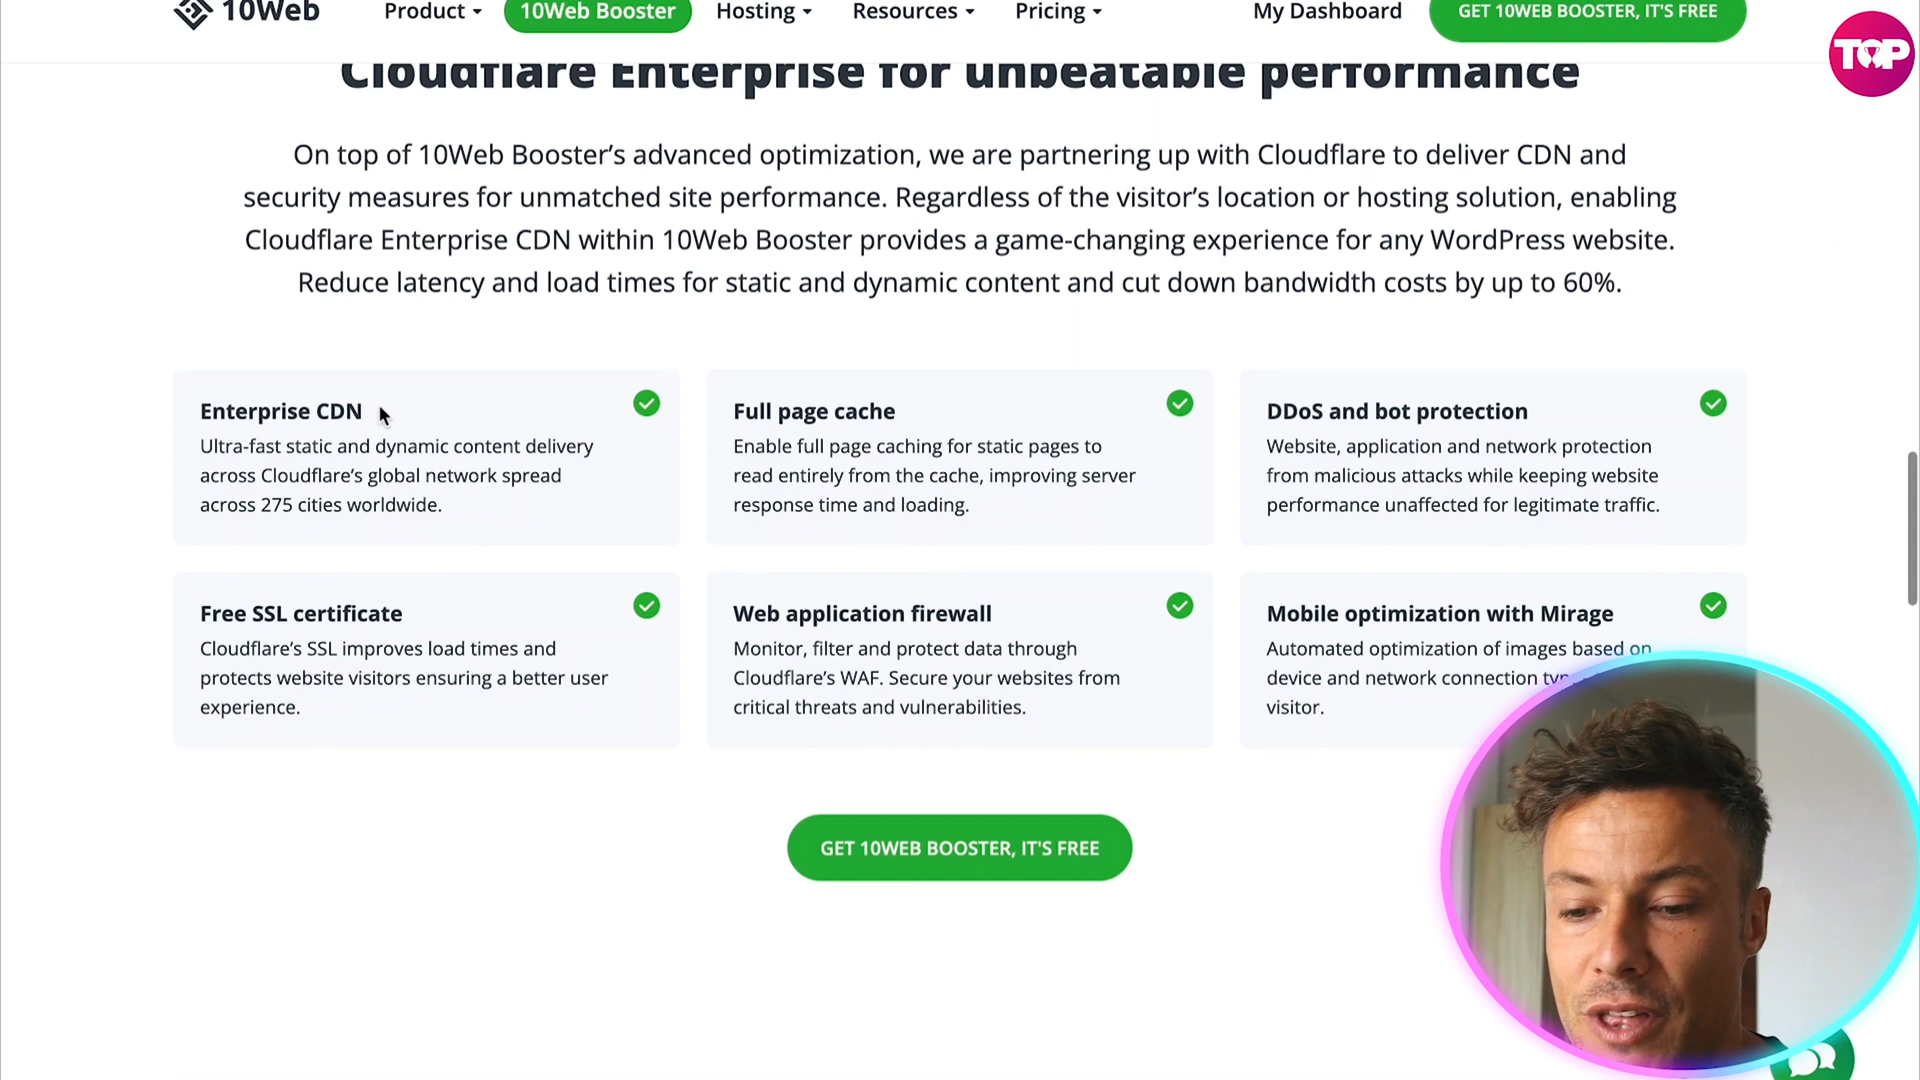 10Web
Product
10Web Booster
Hosting
Resources
Pricing
My Dashboard
GET 10WEB BOOSTER, IT'S FREE
TOP
Cloudflare Enterprise for unbeatable performance
On top of 10Web Booster's advanced optimization, we are partnering up with Cloudflare to deliver CDN and
security measures for unmatched site performance. Regardless of the visitor's location or hosting solution, enabling
Cloudflare Enterprise CDN within 10Web Booster provides a game-changing experience for any WordPress website.
Reduce latency and load times for static and dynamic content and cut down bandwidth costs by up to 60%.
Enterprise CDN
Ultra-fast static and dynamic content delivery
across Cloudflare's global network spread
across 275 cities worldwide.
Full page cache
Enable full page caching for static pages to
read entirely from the cache, improving server
response time and loading.
DDoS and bot protection
Website, application and network protection
from malicious attacks while keeping website
performance unaffected for legitimate traffic.
Free SSL certificate
Cloudflare's SSL improves load times and
protects website visitors ensuring a better user
experience.
Web application firewall
Monitor, filter and protect data through
Cloudflare's WAF. Secure your websites from
critical threats and vulnerabilities.
Mobile optimization with Mirage
Automated optimization of images based on
device and network connection
visitor.
GET 10WEB BOOSTER, IT'S FREE